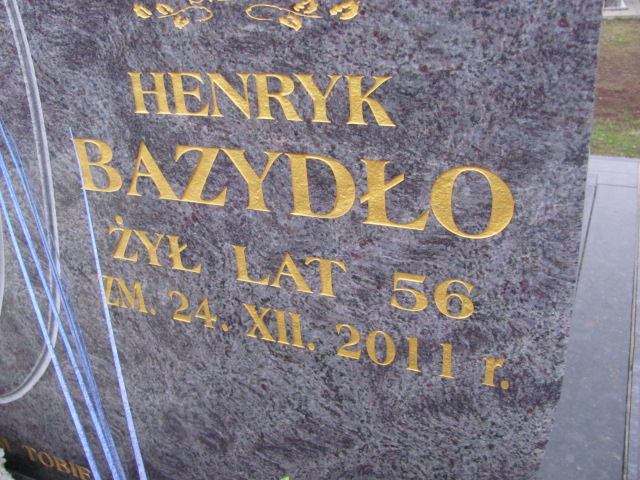 HENRYK
BAZYDŁO
ŻYŁ LAT 56
ZM. 24. XII. 2011 r.
TOBIE